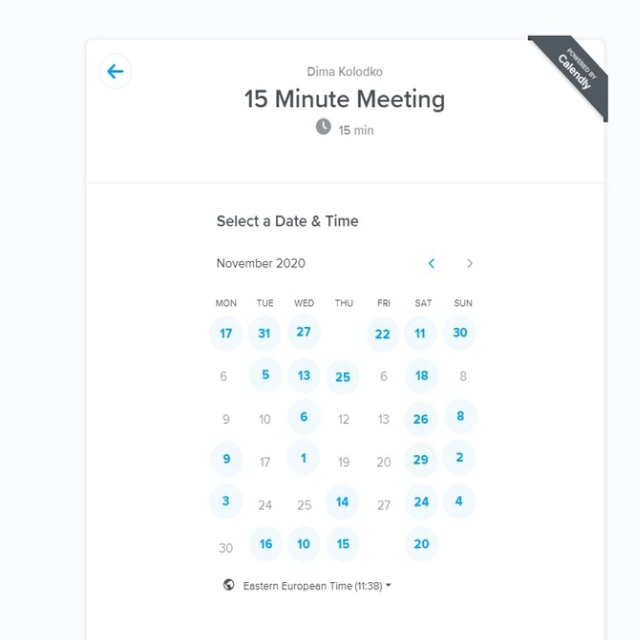 POWERED BY
Calendly
Dima Kolodko
15 Minute Meeting
15 min
Select a Date & Time
November 2020
MON TUE WED THU FRI SAT SUN
17 31 27 22 11 30
6 5 13 25 6 18 8
9 10 6 12 13 26 8
9 17 1 19 20 29 2
3 24 25 14 27 24 4
30 16 10 15 20
Eastern European Time (11:38)